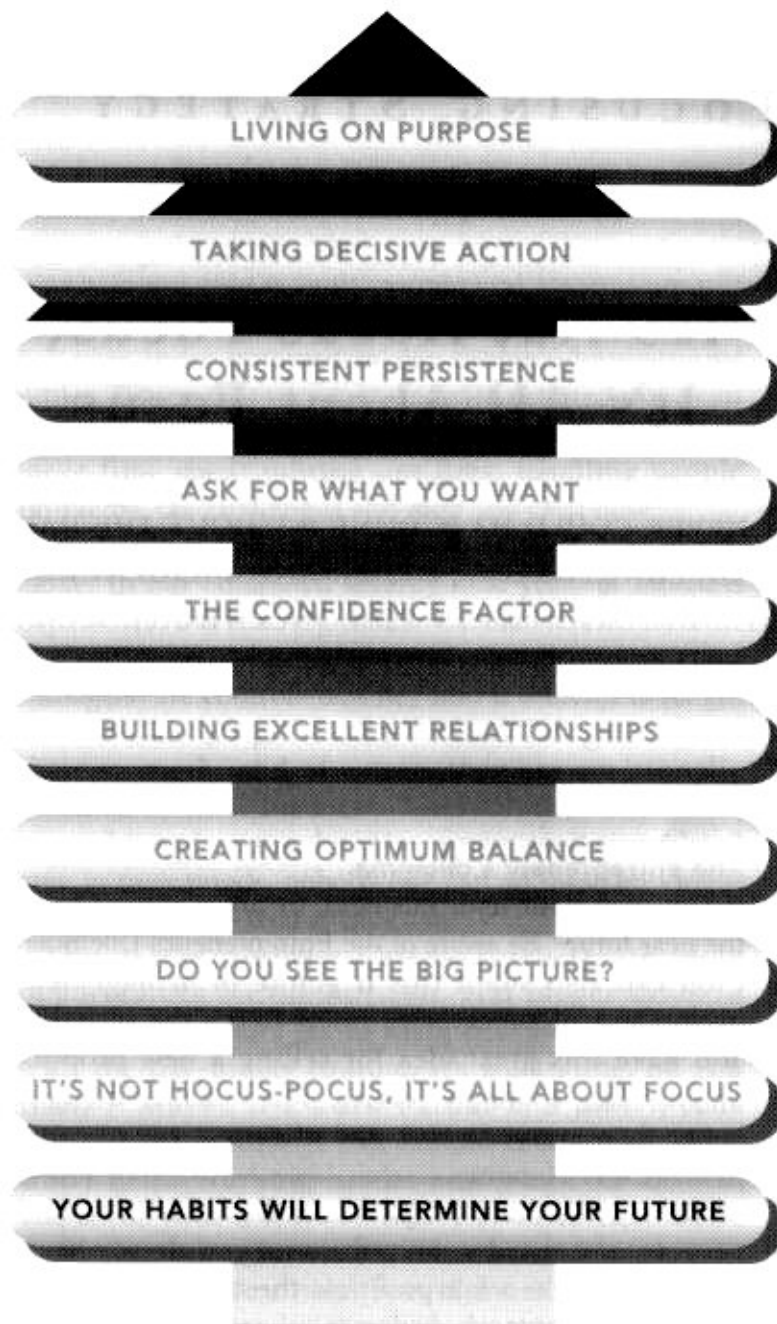 LIVING ON PURPOSE
TAKING DECISIVE ACTION
CONSISTENT PERSISTENCE
ASK FOR WHAT YOU WANT
THE CONFIDENCE FACTOR
BUILDING EXCELLENT RELATIONSHIPS
CREATING OPTIMUM BALANCE
DO YOU SEE THE BIG PICTURE?
IT'S NOT HOCUS-POCUS, IT'S ALL ABOUT FOCUS
YOUR HABITS WILL DETERMINE YOUR FUTURE